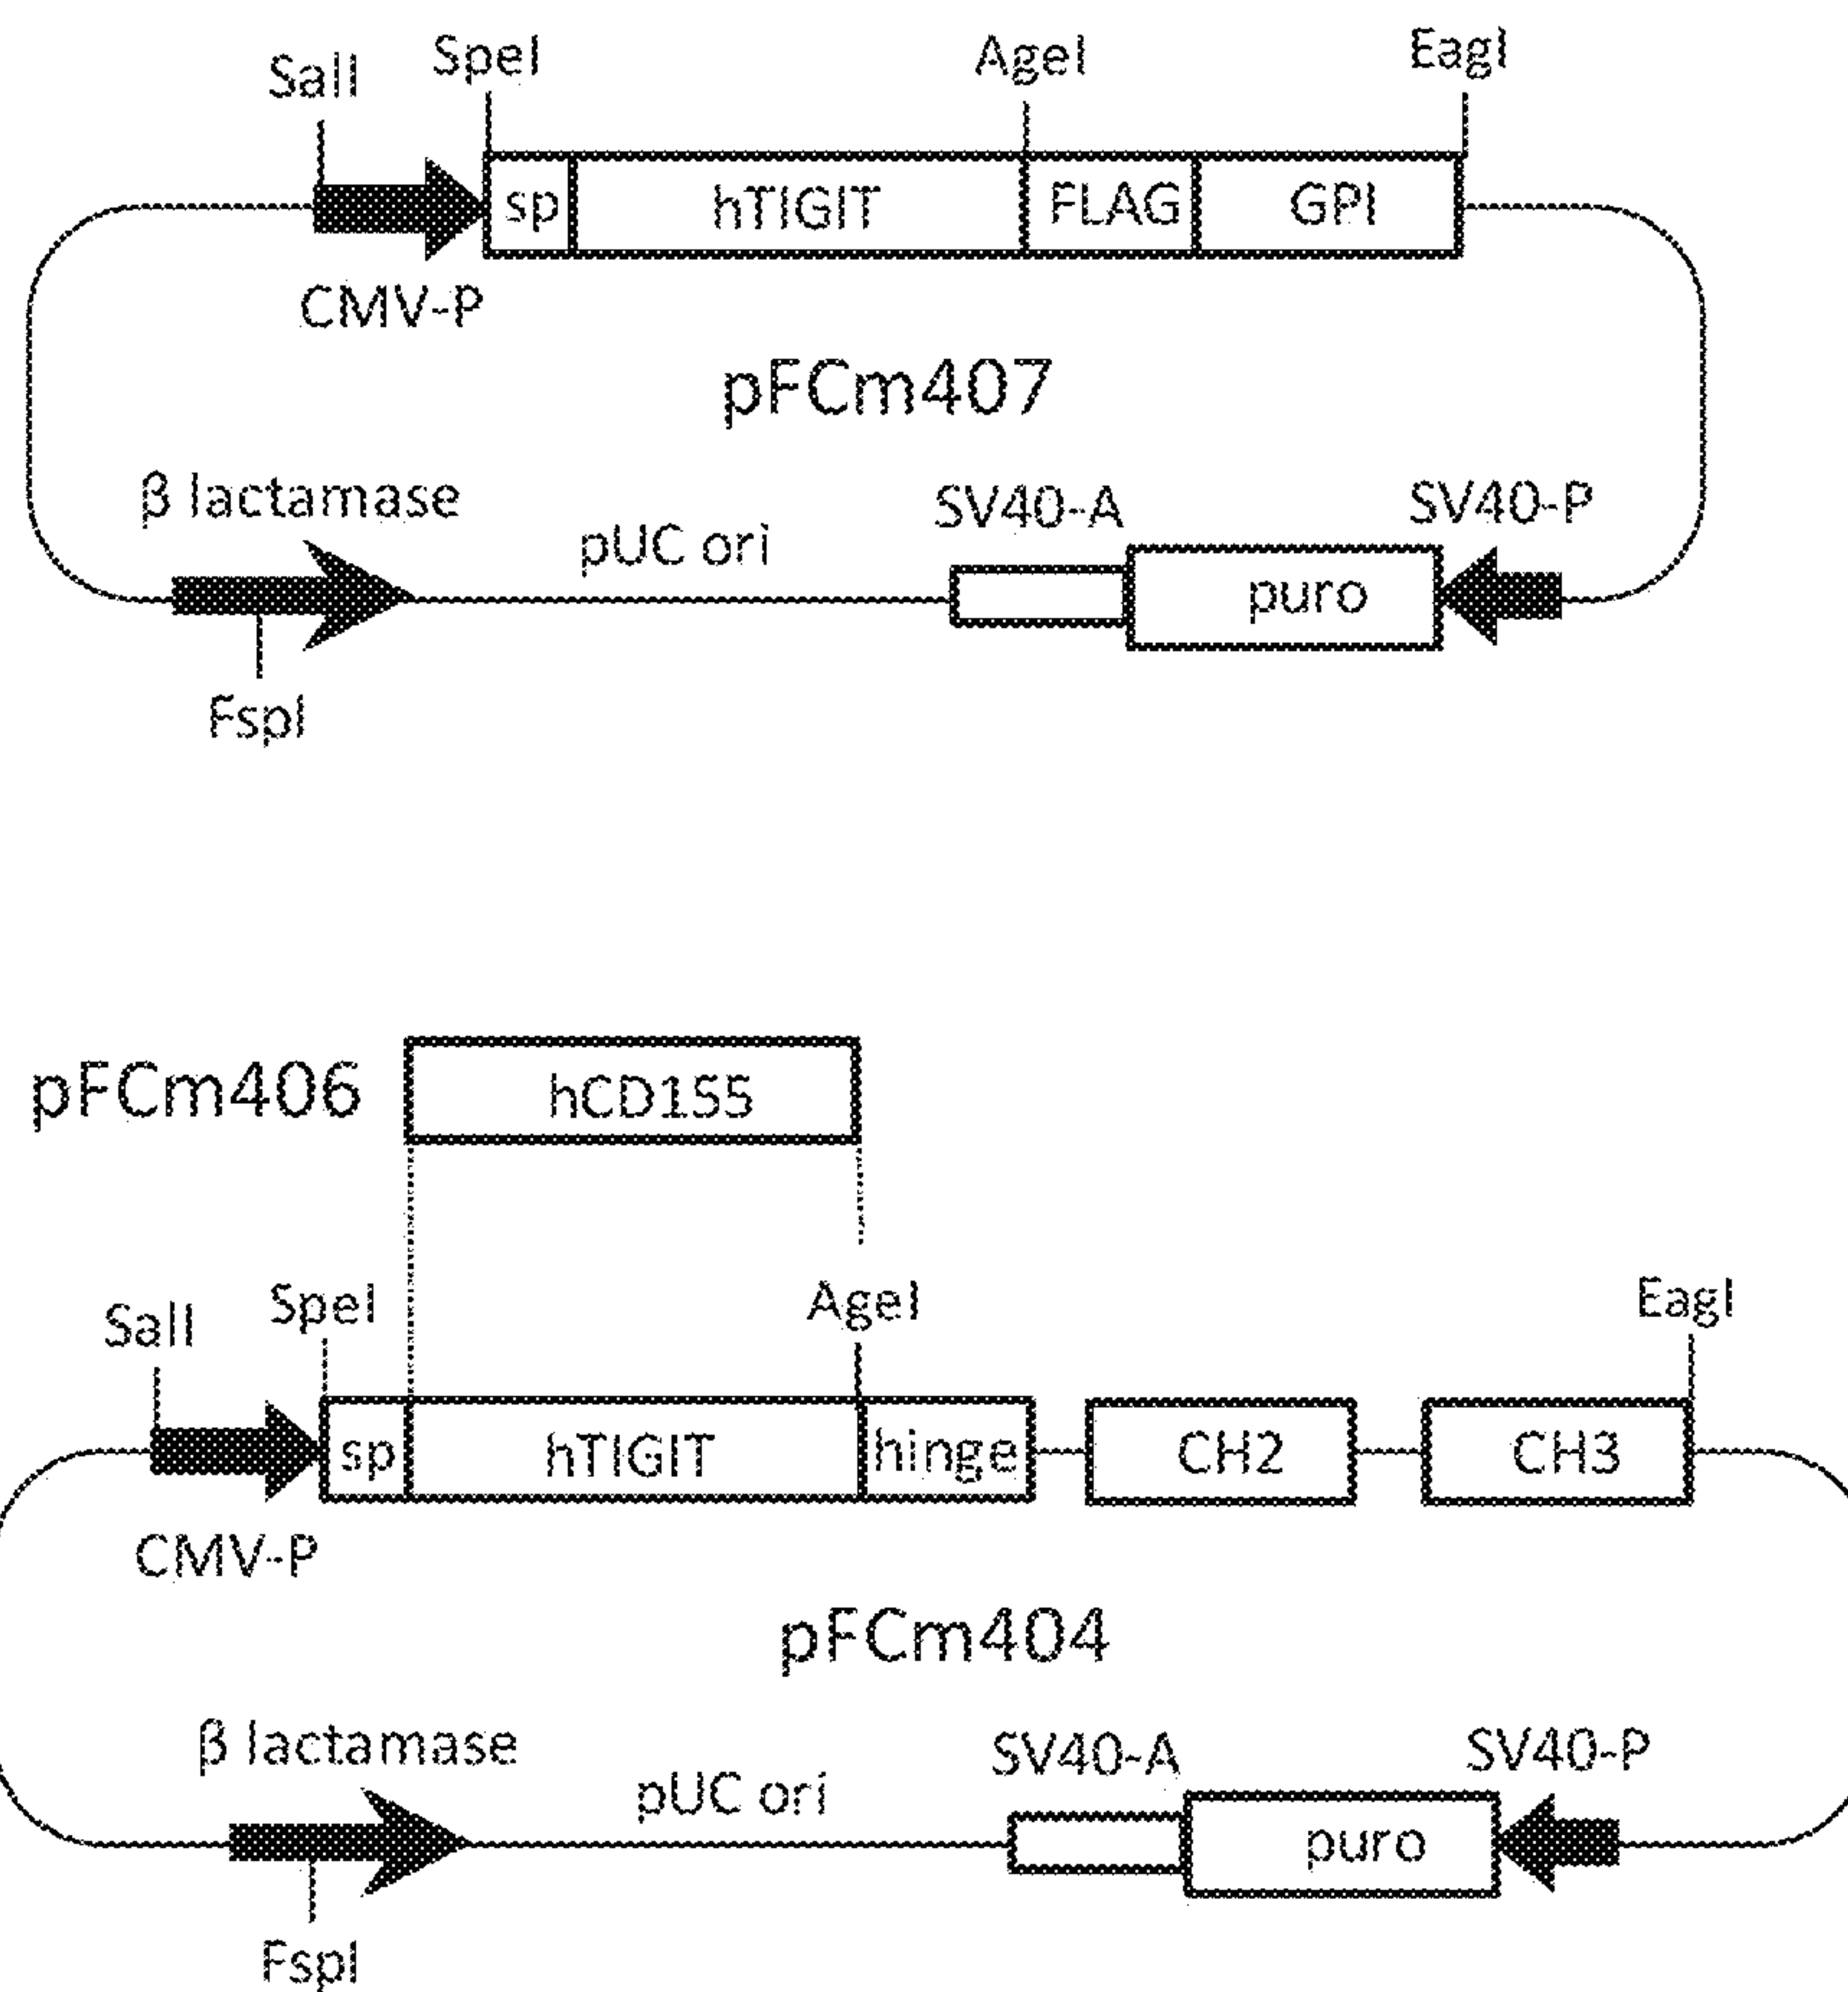 SalI SpeI AgeI EagI
sp hTIGIT FLAG GPI
CMV-P
pFCm407
β lactamase pUC ori SV40-A SV40-P
puro
FspI
pFCm406 hCD155
SalI SpeI AgeI EagI
sp hTIGIT hinge CH2 CH3
CMV-P
pFCm404
β lactamase pUC ori SV40-A SV40-P
puro
FspI